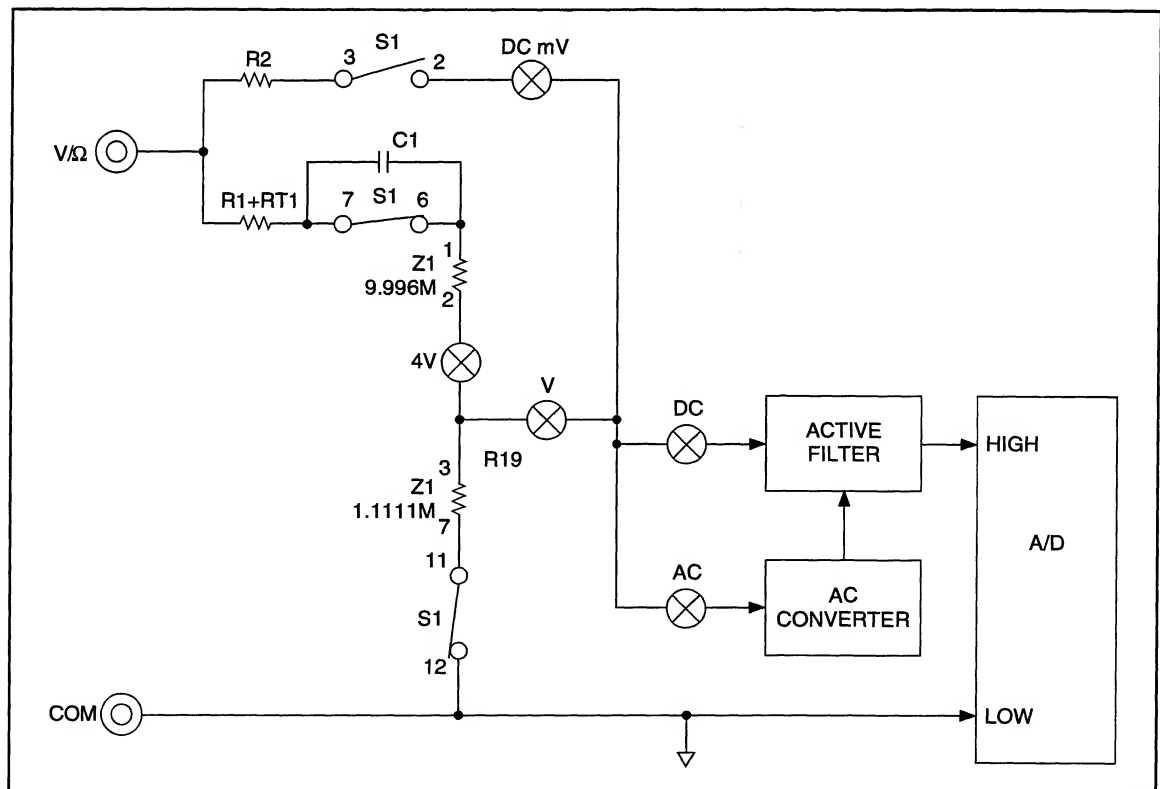 S1
DC mV
R2
3
2
V/Ω
C1
R1+RT1
7
S1
6
1
Z1
9.996M
2
4V
V
DC
ACTIVE
FILTER
HIGH
R19
3
Z1
1.1111M
7
A/D
11
AC
AC
CONVERTER
S1
12
COM
LOW